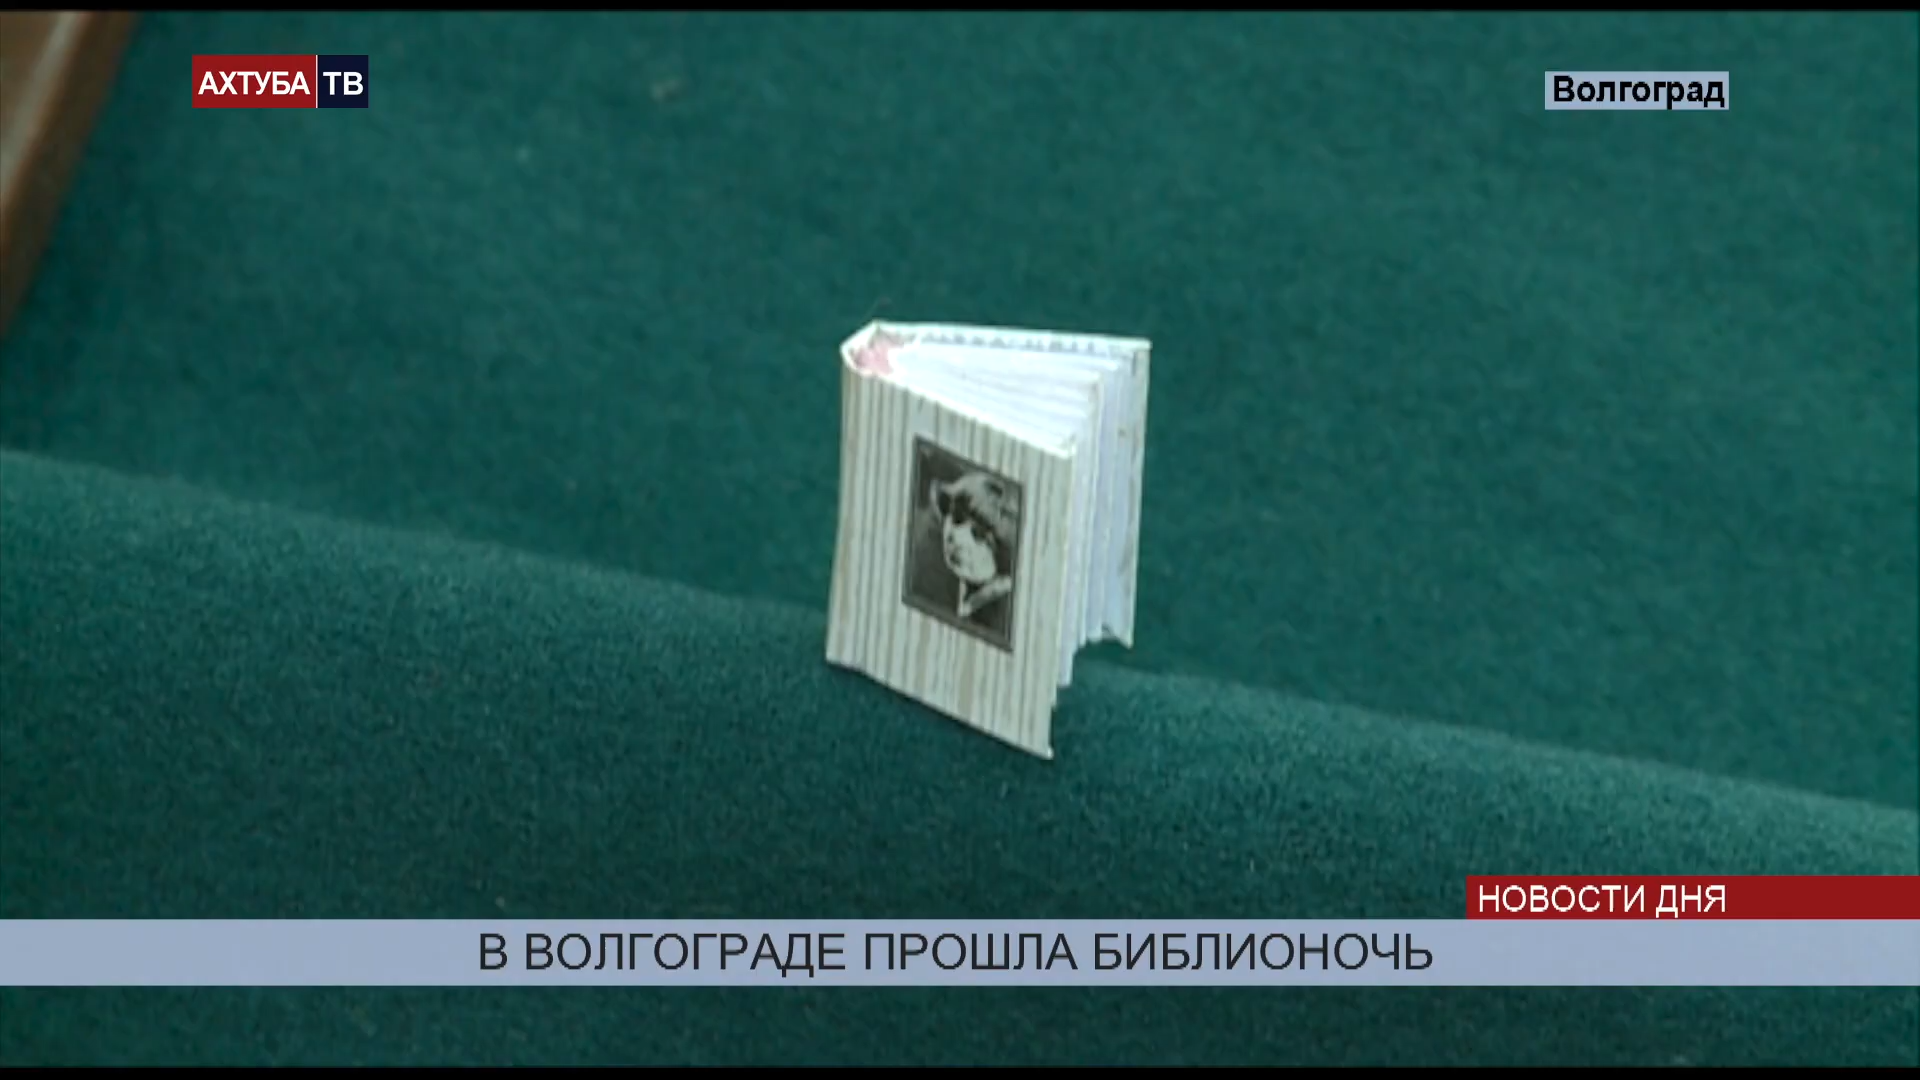 АХТУБА ТВ
Волгоград
НОВОСТИ ДНЯ
В ВОЛГОГРАДЕ ПРОШЛА БИБЛИОНОЧЬ